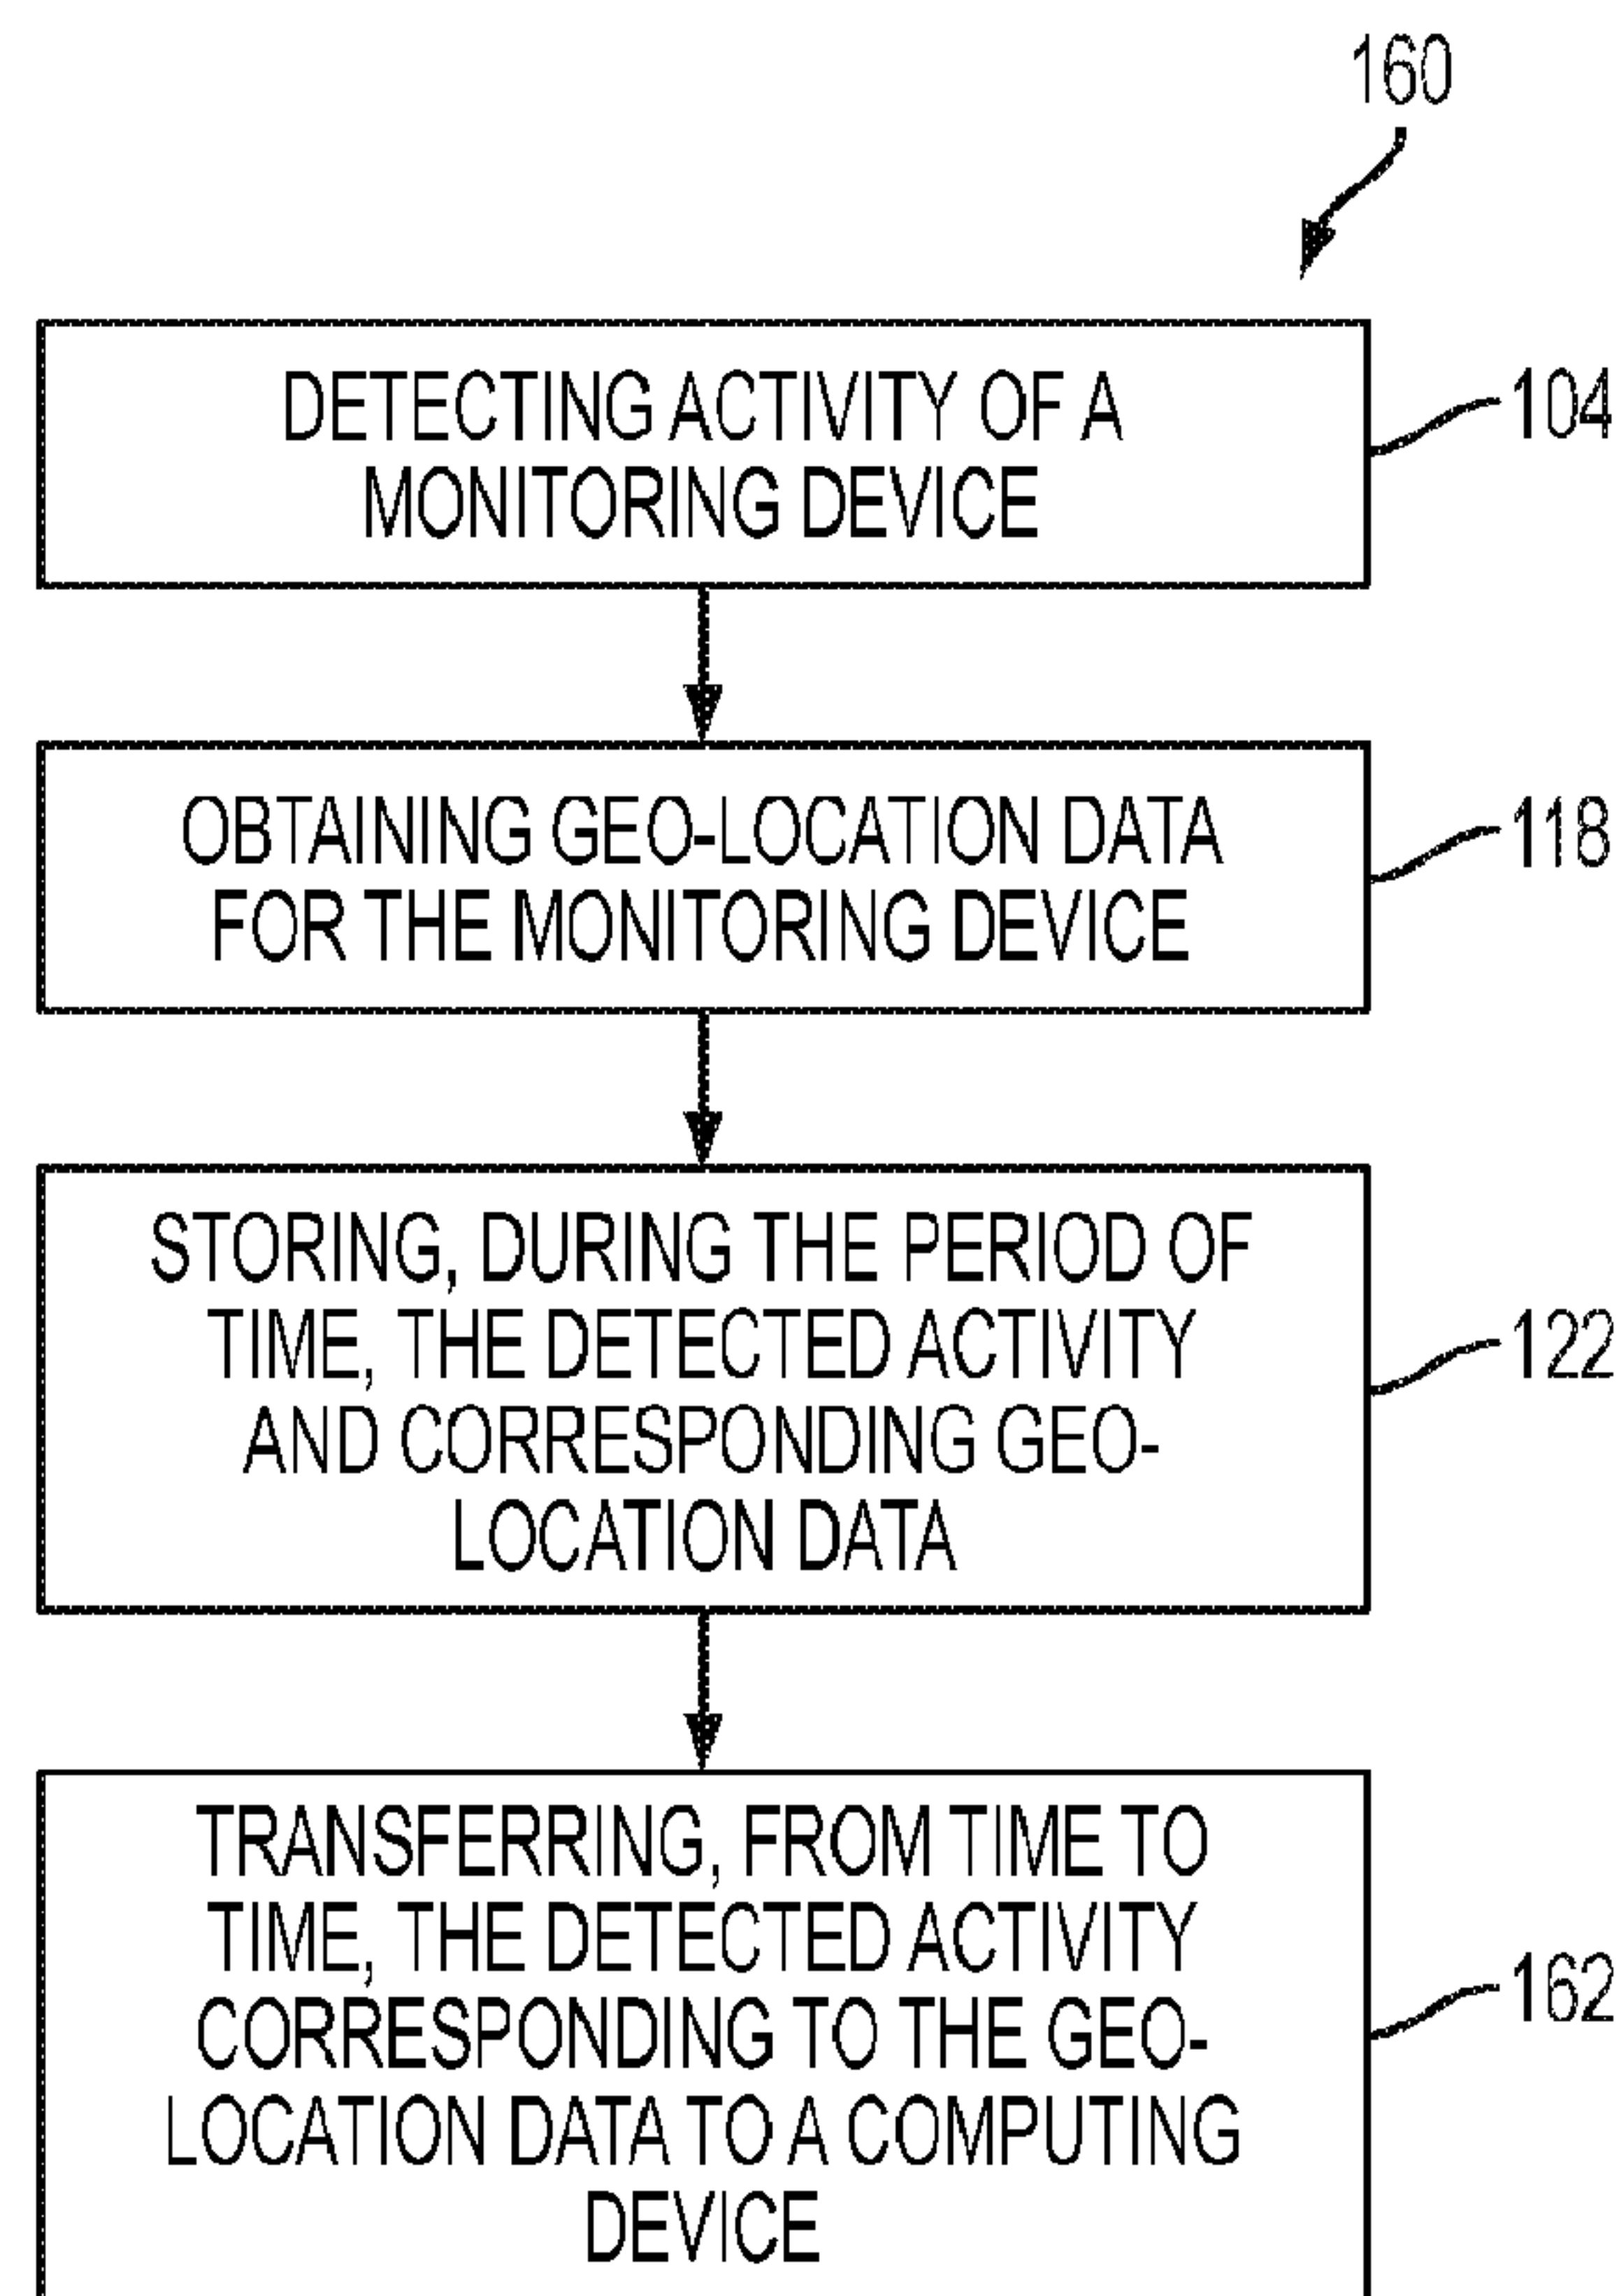 160
DETECTING ACTIVITY OF A
MONITORING DEVICE
104
OBTAINING GEO-LOCATION DATA
FOR THE MONITORING DEVICE
118
STORING, DURING THE PERIOD OF
TIME, THE DETECTED ACTIVITY
AND CORRESPONDING GEO-
LOCATION DATA
122
TRANSFERRING, FROM TIME TO
TIME, THE DETECTED ACTIVITY
CORRESPONDING TO THE GEO-
LOCATION DATA TO A COMPUTING
DEVICE
162